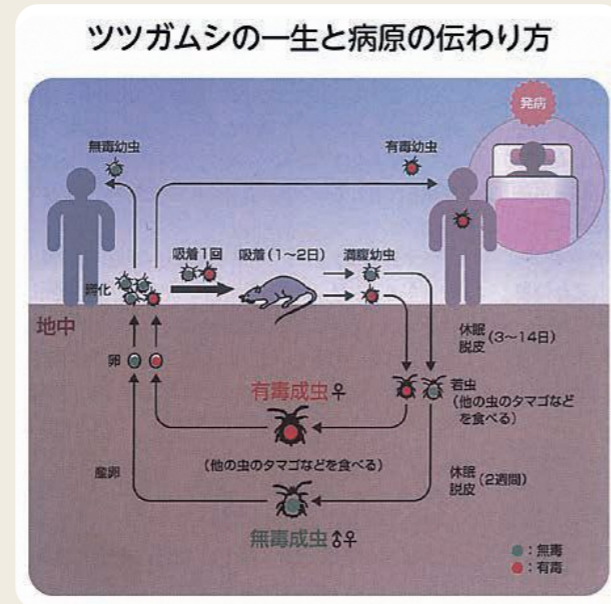 ツツガムシの一生と病原の伝わり方
発病
無毒幼虫
有毒幼虫
吸着1回
吸着(1〜2日)
満腹幼虫
孵化
地中
休眠
脱皮
(3〜14日)
卵
有毒成虫♀
若虫
(他の虫のタマゴなど
を食べる)
(他の虫のタマゴなどを食べる)
産卵
休眠
脱皮
(2週間)
無毒成虫♂♀
:無毒
:有毒